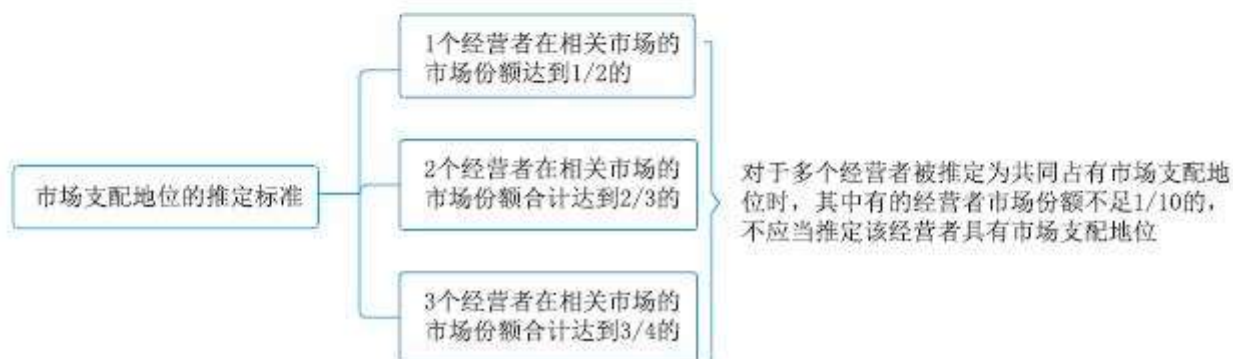 市场支配地位的推定标准
1个经营者在相关市场的
市场份额达到1/2的
2个经营者在相关市场的
市场份额合计达到2/3的
3个经营者在相关市场的
市场份额合计达到3/4的
对于多个经营者被推定为共同占有市场支配地
位时，其中有的经营者市场份额不足1/10的，
不应当推定该经营者具有市场支配地位